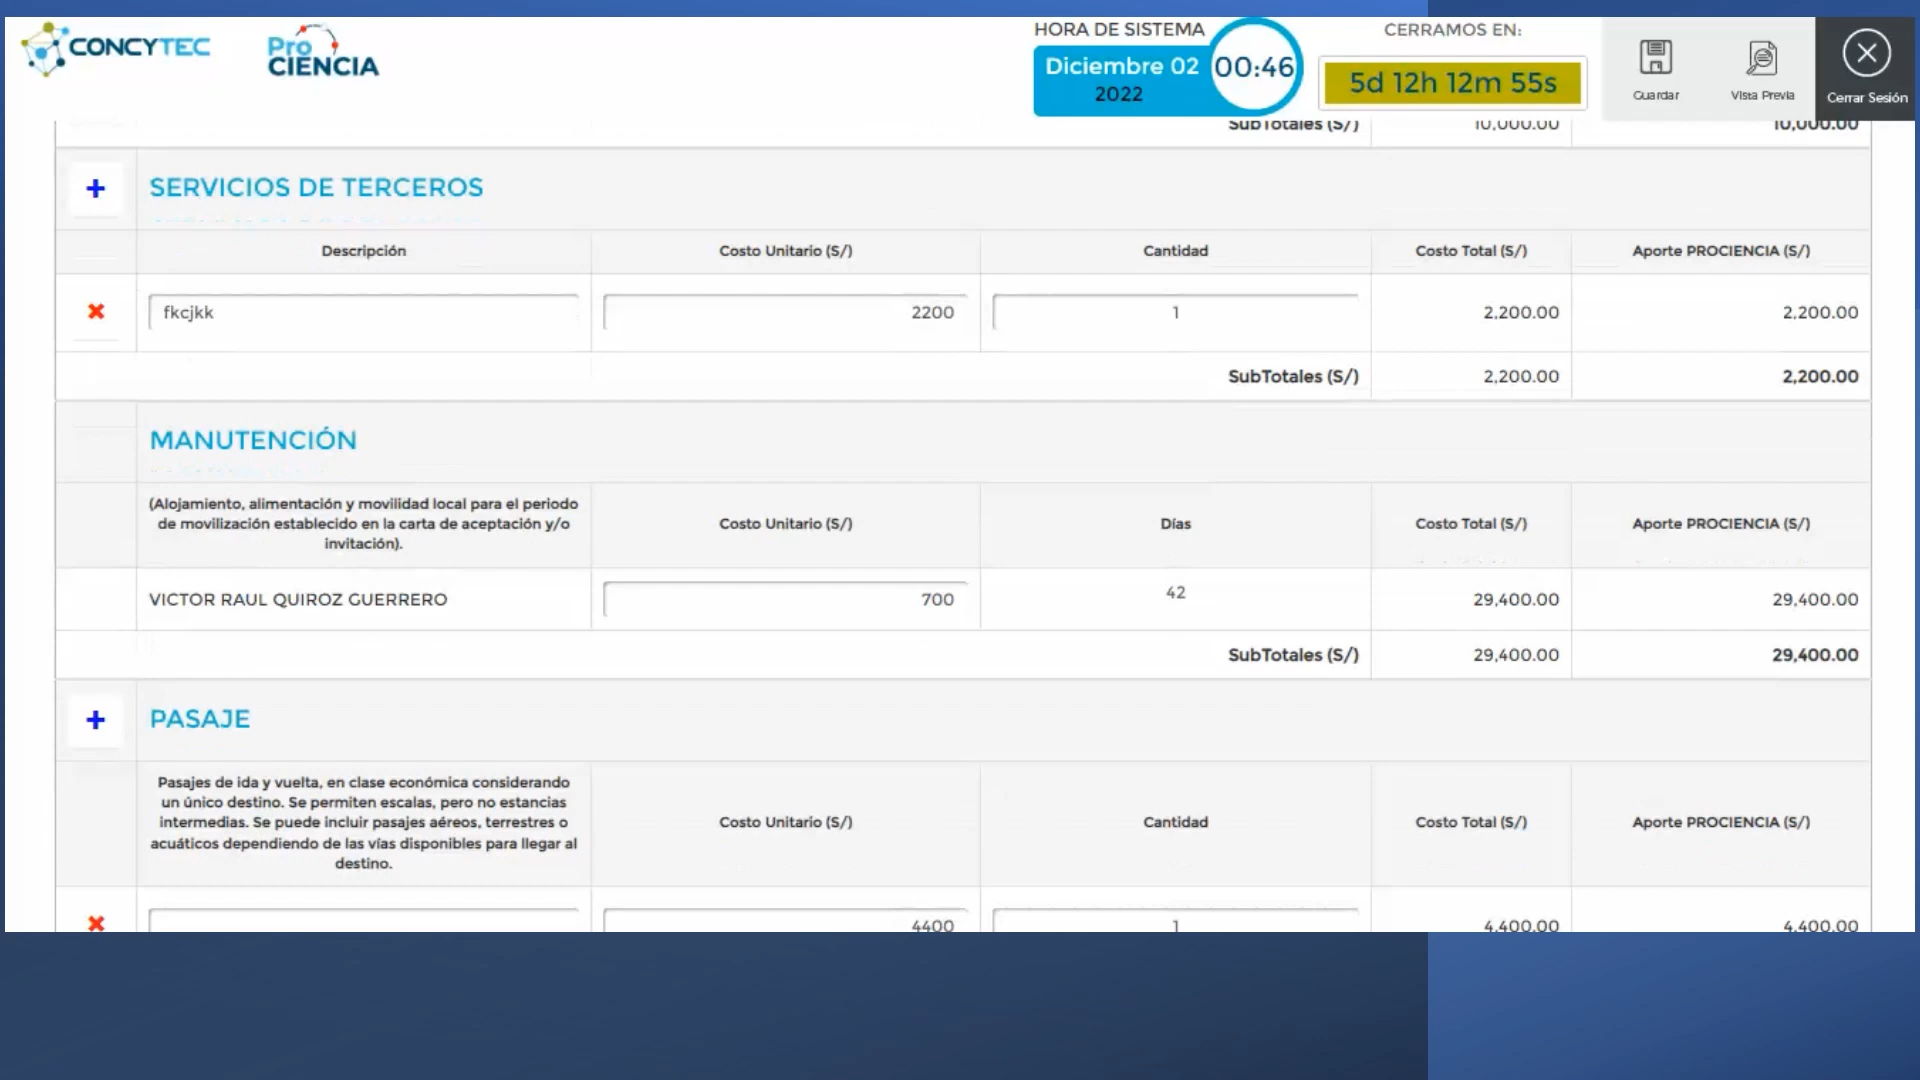 CONCYTEC
Pro
CIENCIA
HORA DE SISTEMA
Diciembre 02
2022
00:46
CERRAMOS EN:
5d 12h 12m 55s
Guardar
Vista Previa
Cerrar Sesión
SubTotales (S/) 10,000.00 10,000.00
+ SERVICIOS DE TERCEROS
Descripción Costo Unitario (S/) Cantidad Costo Total (S/) Aporte PROCIENCIA (S/)
fkcjkk 2200 1 2,200.00 2,200.00
SubTotales (S/) 2,200.00 2,200.00
MANUTENCIÓN
(Alojamiento, alimentación y movilidad local para el periodo
de movilización establecido en la carta de aceptación y/o
invitación).
Costo Unitario (S/) Días Costo Total (S/) Aporte PROCIENCIA (S/)
VICTOR RAUL QUIROZ GUERRERO 700 42 29,400.00 29,400.00
SubTotales (S/) 29,400.00 29,400.00
+ PASAJE
Pasajes de ida y vuelta, en clase económica considerando
un único destino. Se permiten escalas, pero no estancias
intermedias. Se puede incluir pasajes aéreos, terrestres o
acuáticos dependiendo de las vías disponibles para llegar al
destino.
Costo Unitario (S/) Cantidad Costo Total (S/) Aporte PROCIENCIA (S/)
4400 1 4,400.00 4,400.00